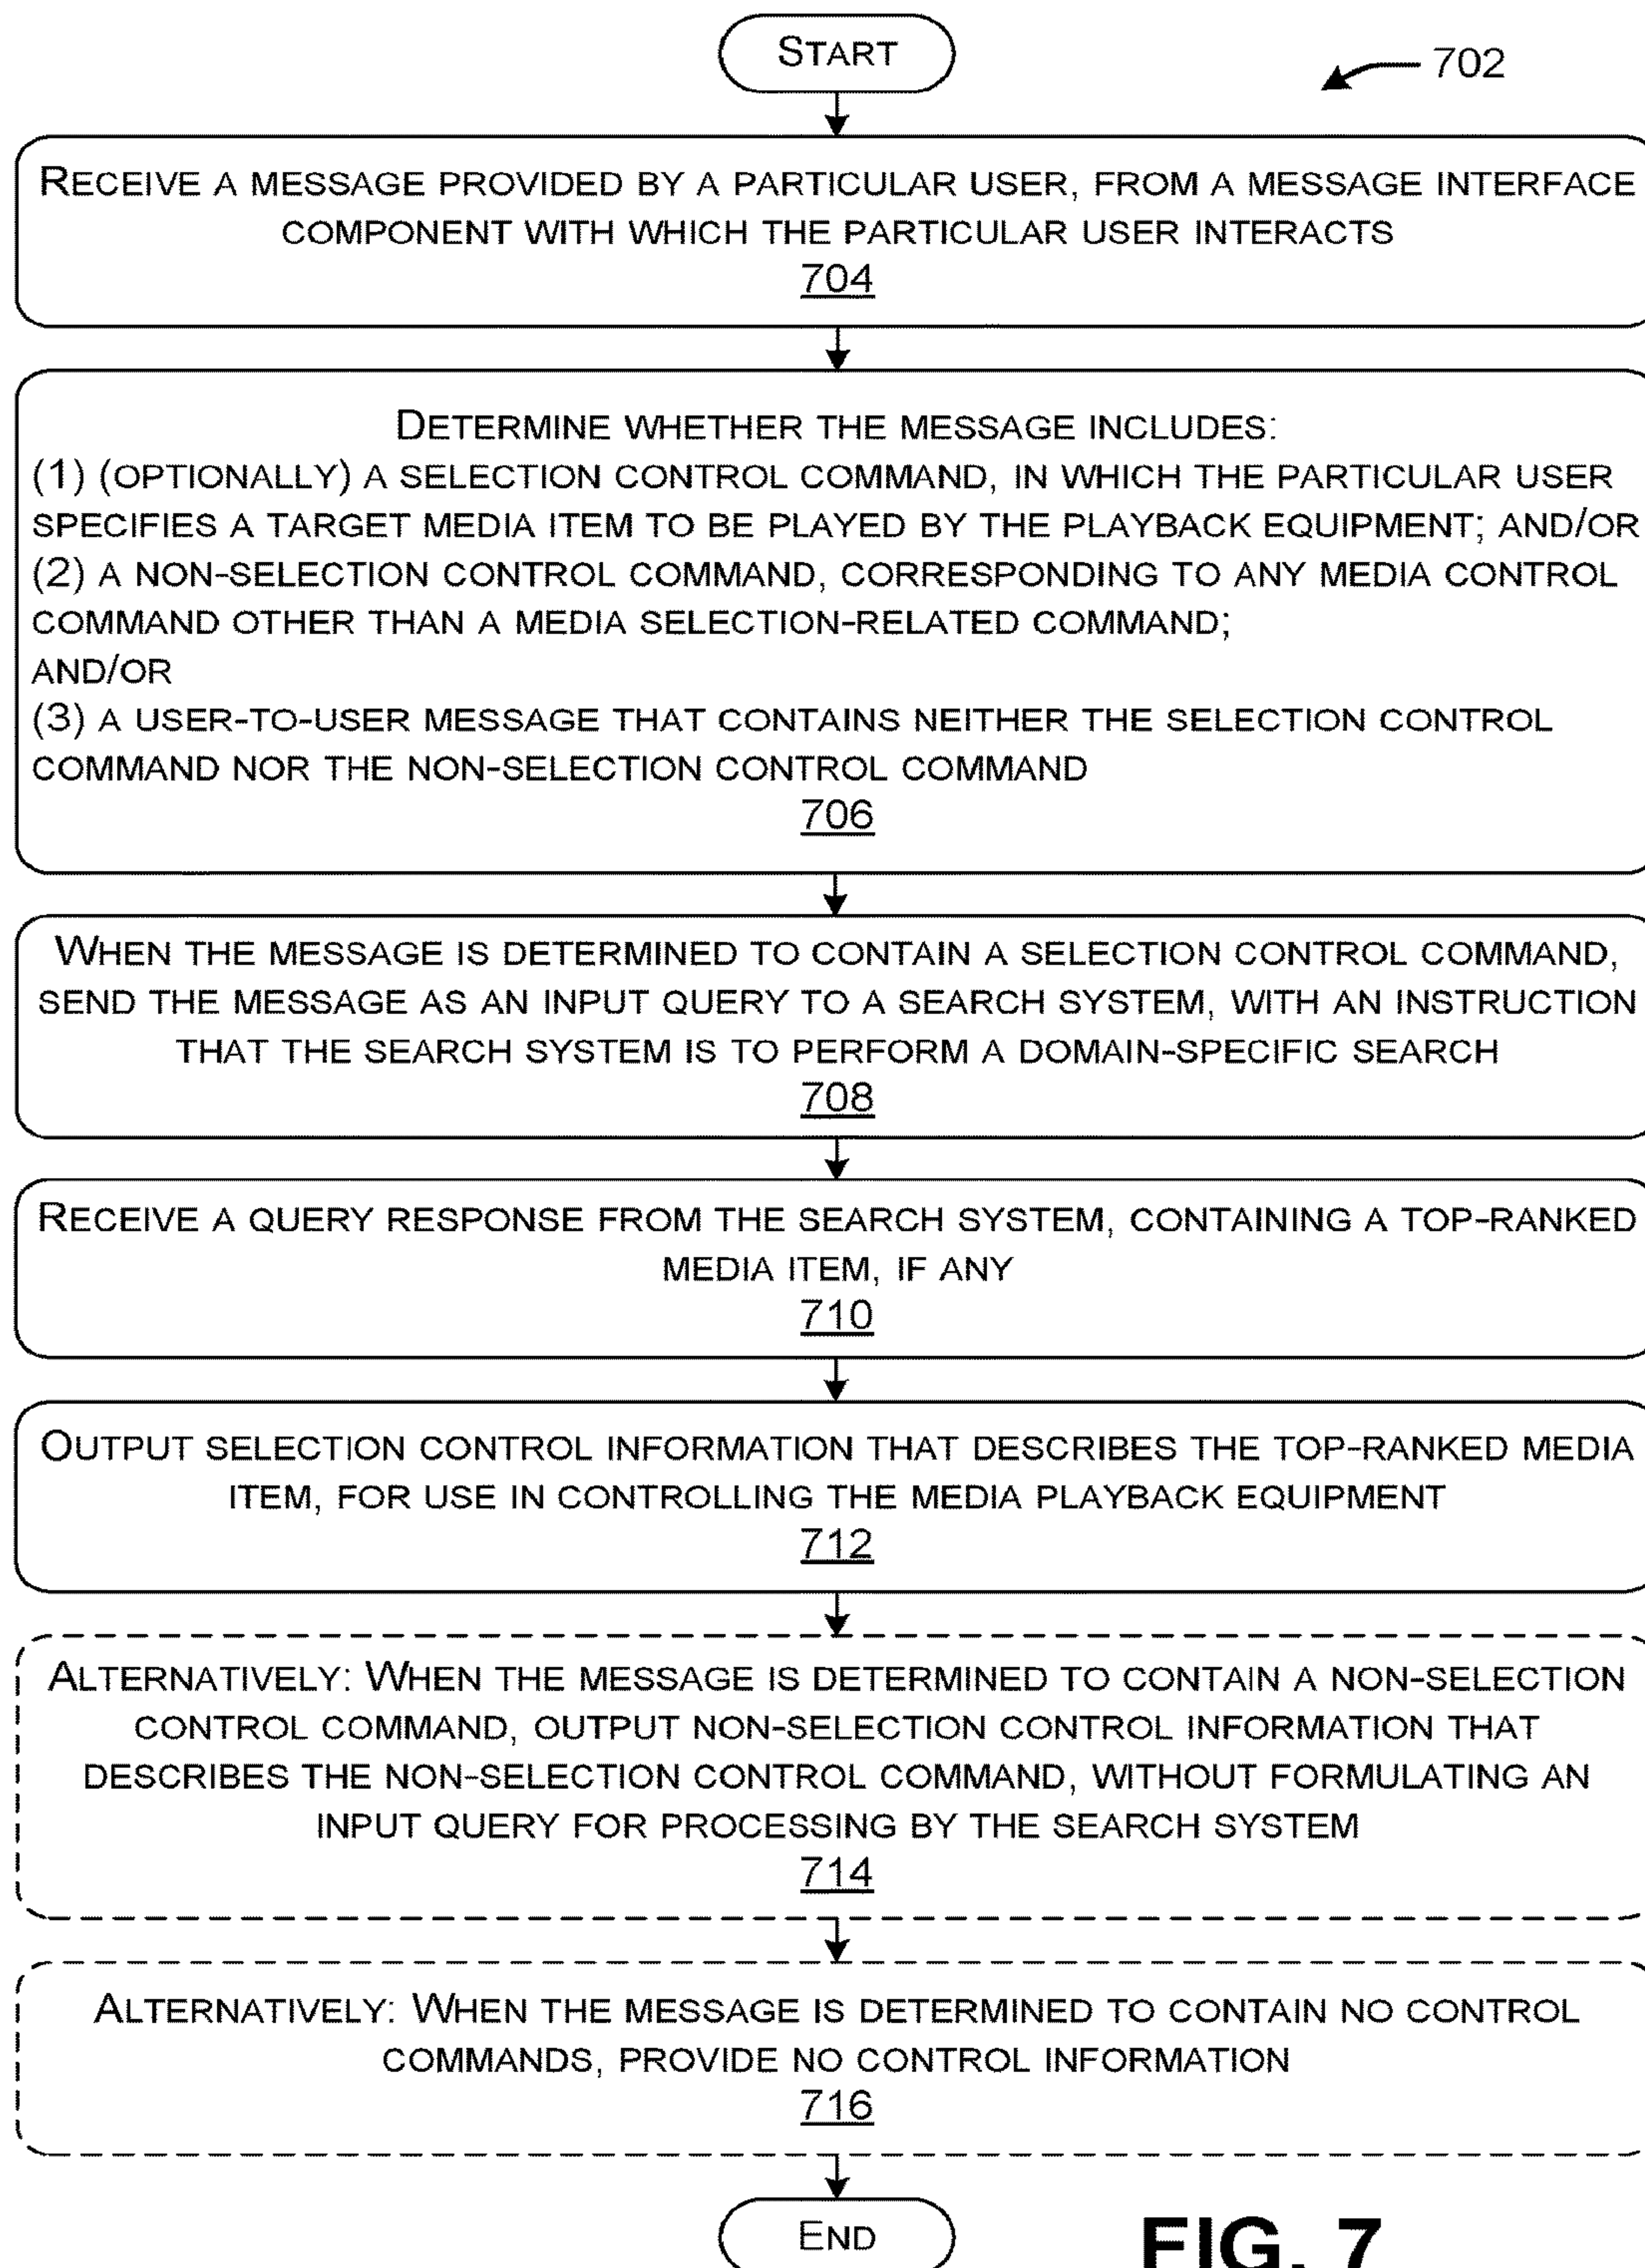 START
702
RECEIVE A MESSAGE PROVIDED BY A PARTICULAR USER, FROM A MESSAGE INTERFACE
COMPONENT WITH WHICH THE PARTICULAR USER INTERACTS
704
DETERMINE WHETHER THE MESSAGE INCLUDES:
(1) (OPTIONALLY) A SELECTION CONTROL COMMAND, IN WHICH THE PARTICULAR USER
SPECIFIES A TARGET MEDIA ITEM TO BE PLAYED BY THE PLAYBACK EQUIPMENT; AND/OR
(2) A NON-SELECTION CONTROL COMMAND, CORRESPONDING TO ANY MEDIA CONTROL
COMMAND OTHER THAN A MEDIA SELECTION-RELATED COMMAND;
AND/OR
(3) A USER-TO-USER MESSAGE THAT CONTAINS NEITHER THE SELECTION CONTROL
COMMAND NOR THE NON-SELECTION CONTROL COMMAND
706
WHEN THE MESSAGE IS DETERMINED TO CONTAIN A SELECTION CONTROL COMMAND,
SEND THE MESSAGE AS AN INPUT QUERY TO A SEARCH SYSTEM, WITH AN INSTRUCTION
THAT THE SEARCH SYSTEM IS TO PERFORM A DOMAIN-SPECIFIC SEARCH
708
RECEIVE A QUERY RESPONSE FROM THE SEARCH SYSTEM, CONTAINING A TOP-RANKED
MEDIA ITEM, IF ANY
710
OUTPUT SELECTION CONTROL INFORMATION THAT DESCRIBES THE TOP-RANKED MEDIA
ITEM, FOR USE IN CONTROLLING THE MEDIA PLAYBACK EQUIPMENT
712
ALTERNATIVELY: WHEN THE MESSAGE IS DETERMINED TO CONTAIN A NON-SELECTION
CONTROL COMMAND, OUTPUT NON-SELECTION CONTROL INFORMATION THAT
DESCRIBES THE NON-SELECTION CONTROL COMMAND, WITHOUT FORMULATING AN
INPUT QUERY FOR PROCESSING BY THE SEARCH SYSTEM
714
ALTERNATIVELY: WHEN THE MESSAGE IS DETERMINED TO CONTAIN NO CONTROL
COMMANDS, PROVIDE NO CONTROL INFORMATION
716
END
FIG. 7